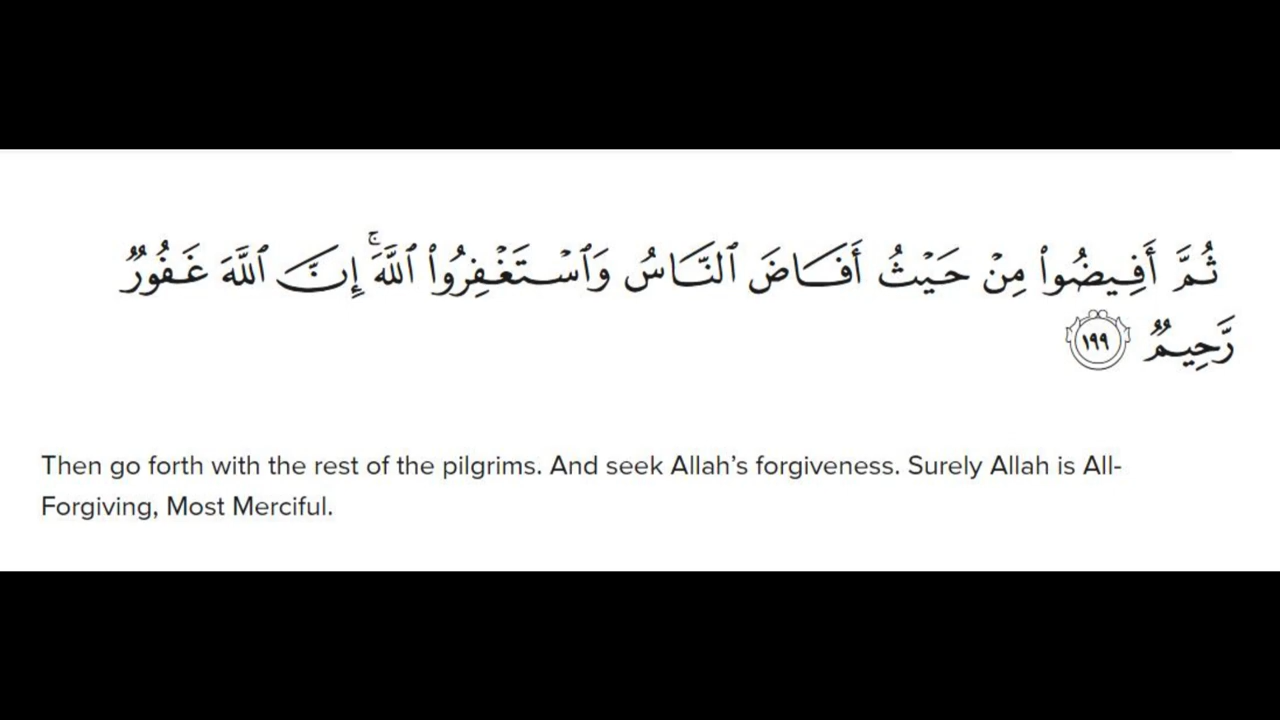 ثُمَّ أَفِيضُوا۟ مِنْ حَيْثُ أَفَاضَ ٱلنَّاسُ وَٱسْتَغْفِرُوا۟ ٱللَّهَ ۚ إِنَّ ٱللَّهَ غَفُورٌ
رَّحِيمٌ ١٩٩
Then go forth with the rest of the pilgrims. And seek Allah’s forgiveness. Surely Allah is All-
Forgiving, Most Merciful.